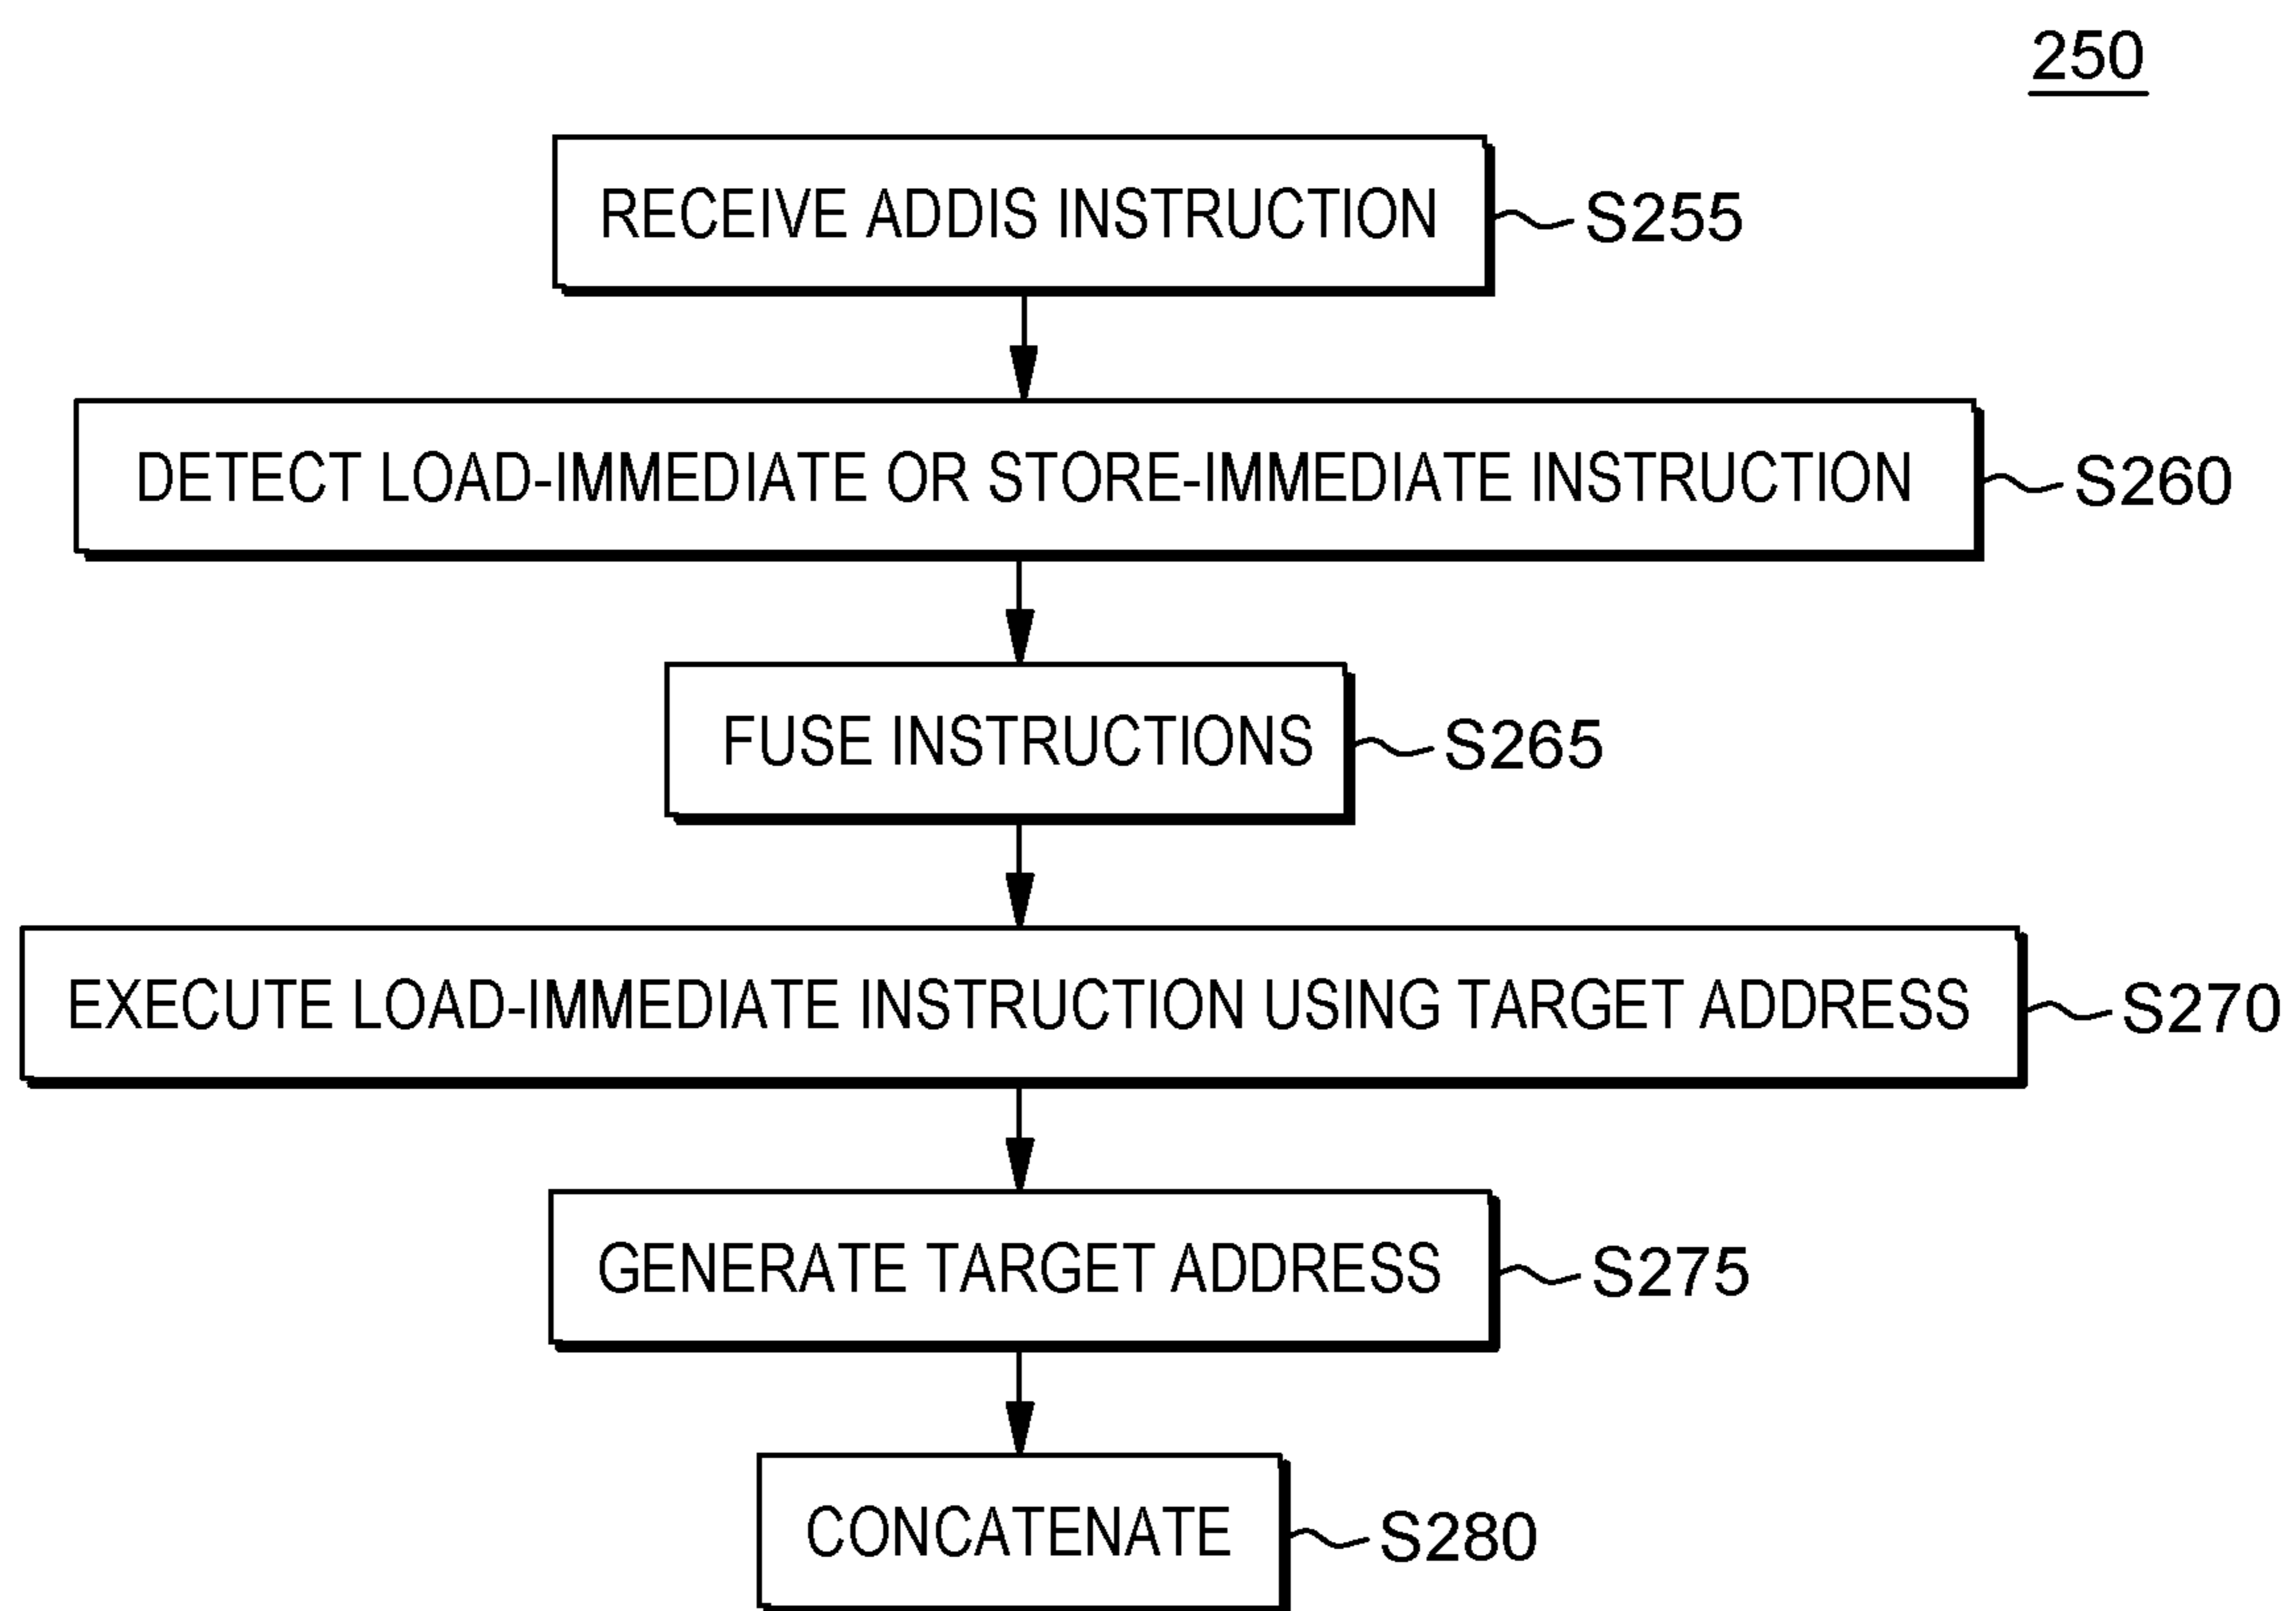 250
RECEIVE ADDIS INSTRUCTION
S255
DETECT LOAD-IMMEDIATE OR STORE-IMMEDIATE INSTRUCTION
S260
FUSE INSTRUCTIONS
S265
EXECUTE LOAD-IMMEDIATE INSTRUCTION USING TARGET ADDRESS
S270
GENERATE TARGET ADDRESS
S275
CONCATENATE
S280